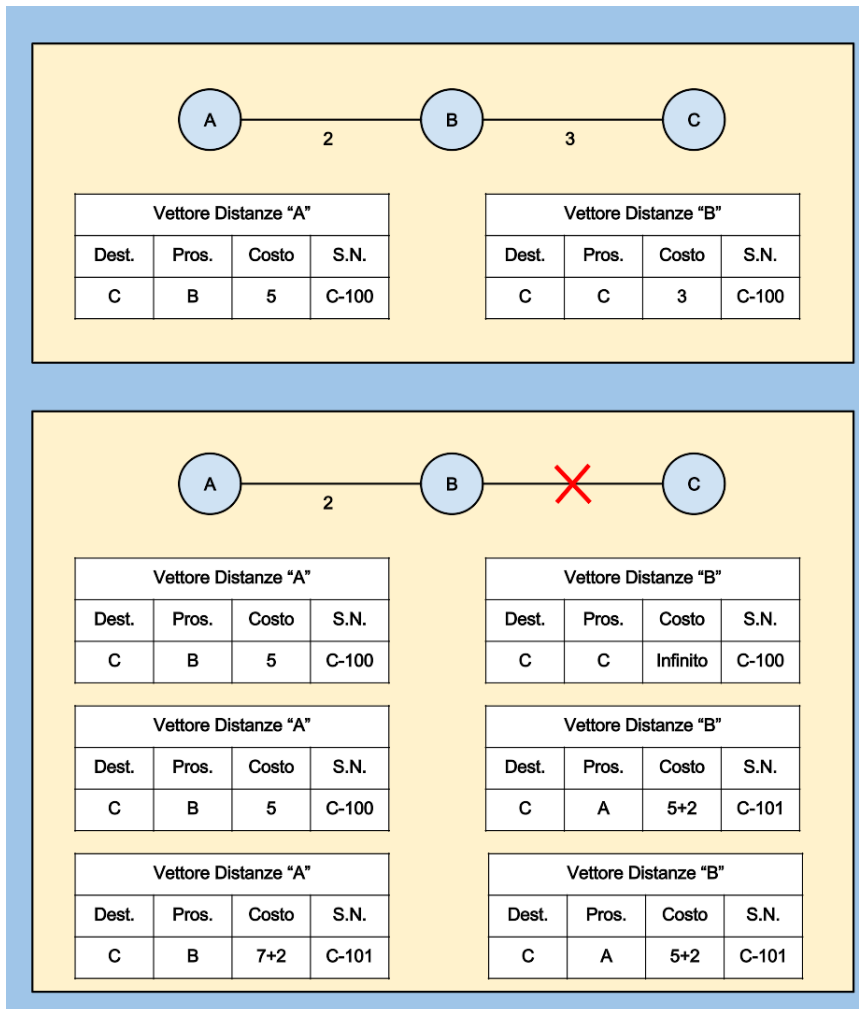 A B C
2 3
Vettore Distanze “A”
Dest. Pros. Costo S.N.
C B 5 C-100
Vettore Distanze “B”
Dest. Pros. Costo S.N.
C C 3 C-100
A B C
2
Vettore Distanze “A”
Dest. Pros. Costo S.N.
C B 5 C-100
Vettore Distanze “B”
Dest. Pros. Costo S.N.
C C Infinito C-100
Vettore Distanze “A”
Dest. Pros. Costo S.N.
C B 5 C-100
Vettore Distanze “B”
Dest. Pros. Costo S.N.
C A 5+2 C-101
Vettore Distanze “A”
Dest. Pros. Costo S.N.
C B 7+2 C-101
Vettore Distanze “B”
Dest. Pros. Costo S.N.
C A 5+2 C-101